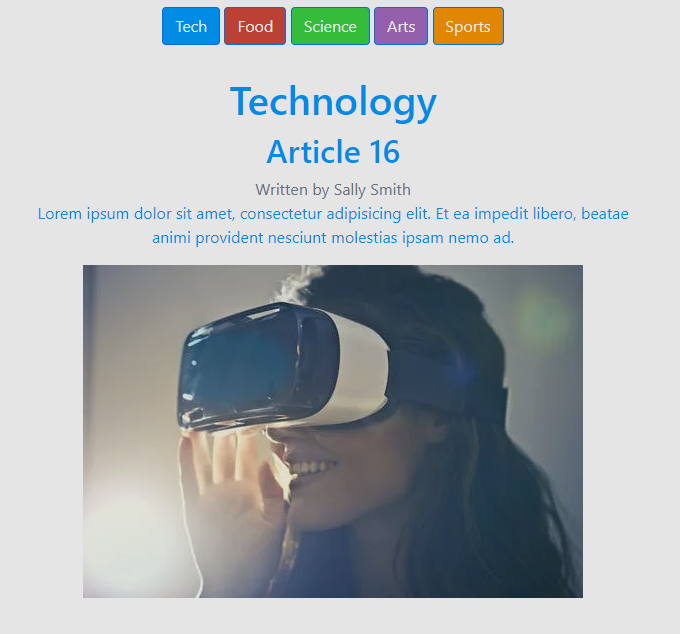 Tech Food Science Arts Sports
Technology
Article 16
Written by Sally Smith
Lorem ipsum dolor sit amet, consectetur adipisicing elit. Et ea impedit libero, beatae
animi provident nesciunt molestias ipsam nemo ad.